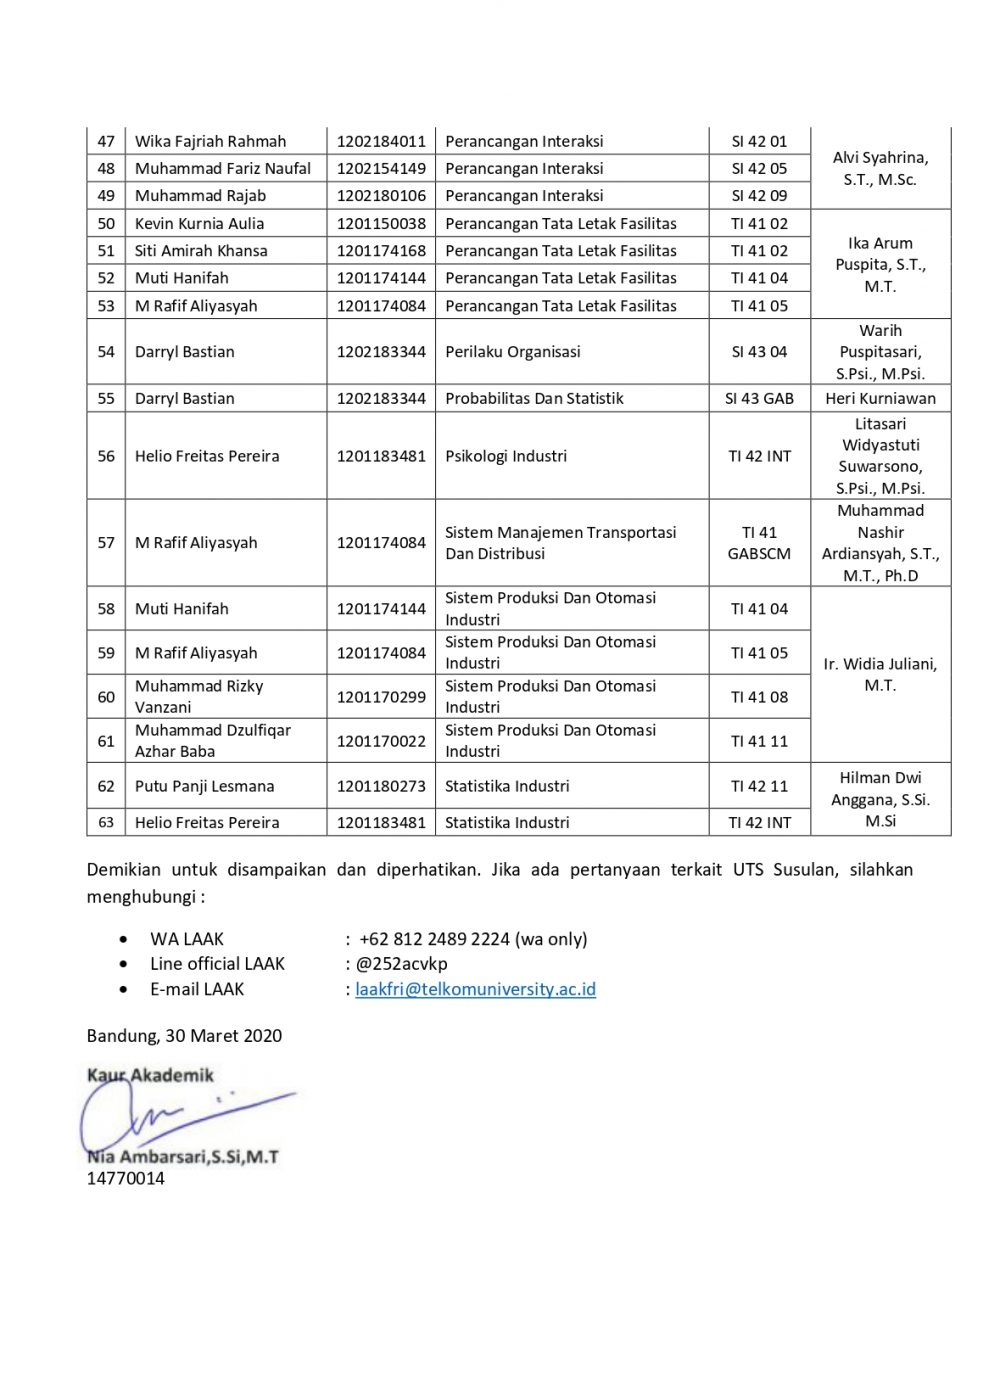 47 Wika Fajriah Rahmah 1202184011 Perancangan Interaksi SI 42 01 Alvi Syahrina, S.T., M.Sc.
48 Muhammad Fariz Naufal 1202154149 Perancangan Interaksi SI 42 05
49 Muhammad Rajab 1202180106 Perancangan Interaksi SI 42 09
50 Kevin Kurnia Aulia 1201150038 Perancangan Tata Letak Fasilitas TI 41 02 Ika Arum Puspita, S.T., M.T.
51 Siti Amirah Khansa 1201174168 Perancangan Tata Letak Fasilitas TI 41 02
52 Muti Hanifah 1201174144 Perancangan Tata Letak Fasilitas TI 41 04
53 M Rafif Aliyasyah 1201174084 Perancangan Tata Letak Fasilitas TI 41 05
54 Darryl Bastian 1202183344 Perilaku Organisasi SI 43 04 Warih Puspitasari, S.Psi., M.Psi.
55 Darryl Bastian 1202183344 Probabilitas Dan Statistik SI 43 GAB Heri Kurniawan
56 Helio Freitas Pereira 1201183481 Psikologi Industri TI 42 INT Litasari Widyastuti Suwarsono, S.Psi., M.Psi.
57 M Rafif Aliyasyah 1201174084 Sistem Manajemen Transportasi Dan Distribusi TI 41 GABSCM Muhammad Nashir Ardiansyah, S.T., M.T., Ph.D
58 Muti Hanifah 1201174144 Sistem Produksi Dan Otomasi Industri TI 41 04 Ir. Widia Juliani, M.T.
59 M Rafif Aliyasyah 1201174084 Sistem Produksi Dan Otomasi Industri TI 41 05
60 Muhammad Rizky Vanzani 1201170299 Sistem Produksi Dan Otomasi Industri TI 41 08
61 Muhammad Dzulfiqar Azhar Baba 1201170022 Sistem Produksi Dan Otomasi Industri TI 41 11
62 Putu Panji Lesmana 1201180273 Statistika Industri TI 42 11 Hilman Dwi Anggana, S.Si. M.Si
63 Helio Freitas Pereira 1201183481 Statistika Industri TI 42 INT
Demikian untuk disampaikan dan diperhatikan. Jika ada pertanyaan terkait UTS Susulan, silahkan
menghubungi :
• WA LAAK : +62 812 2489 2224 (wa only)
• Line official LAAK : @252acvkp
• E-mail LAAK : laakfri@telkomuniversity.ac.id
Bandung, 30 Maret 2020
Kaur Akademik
Nia Ambarsari,S.Si,M.T
14770014